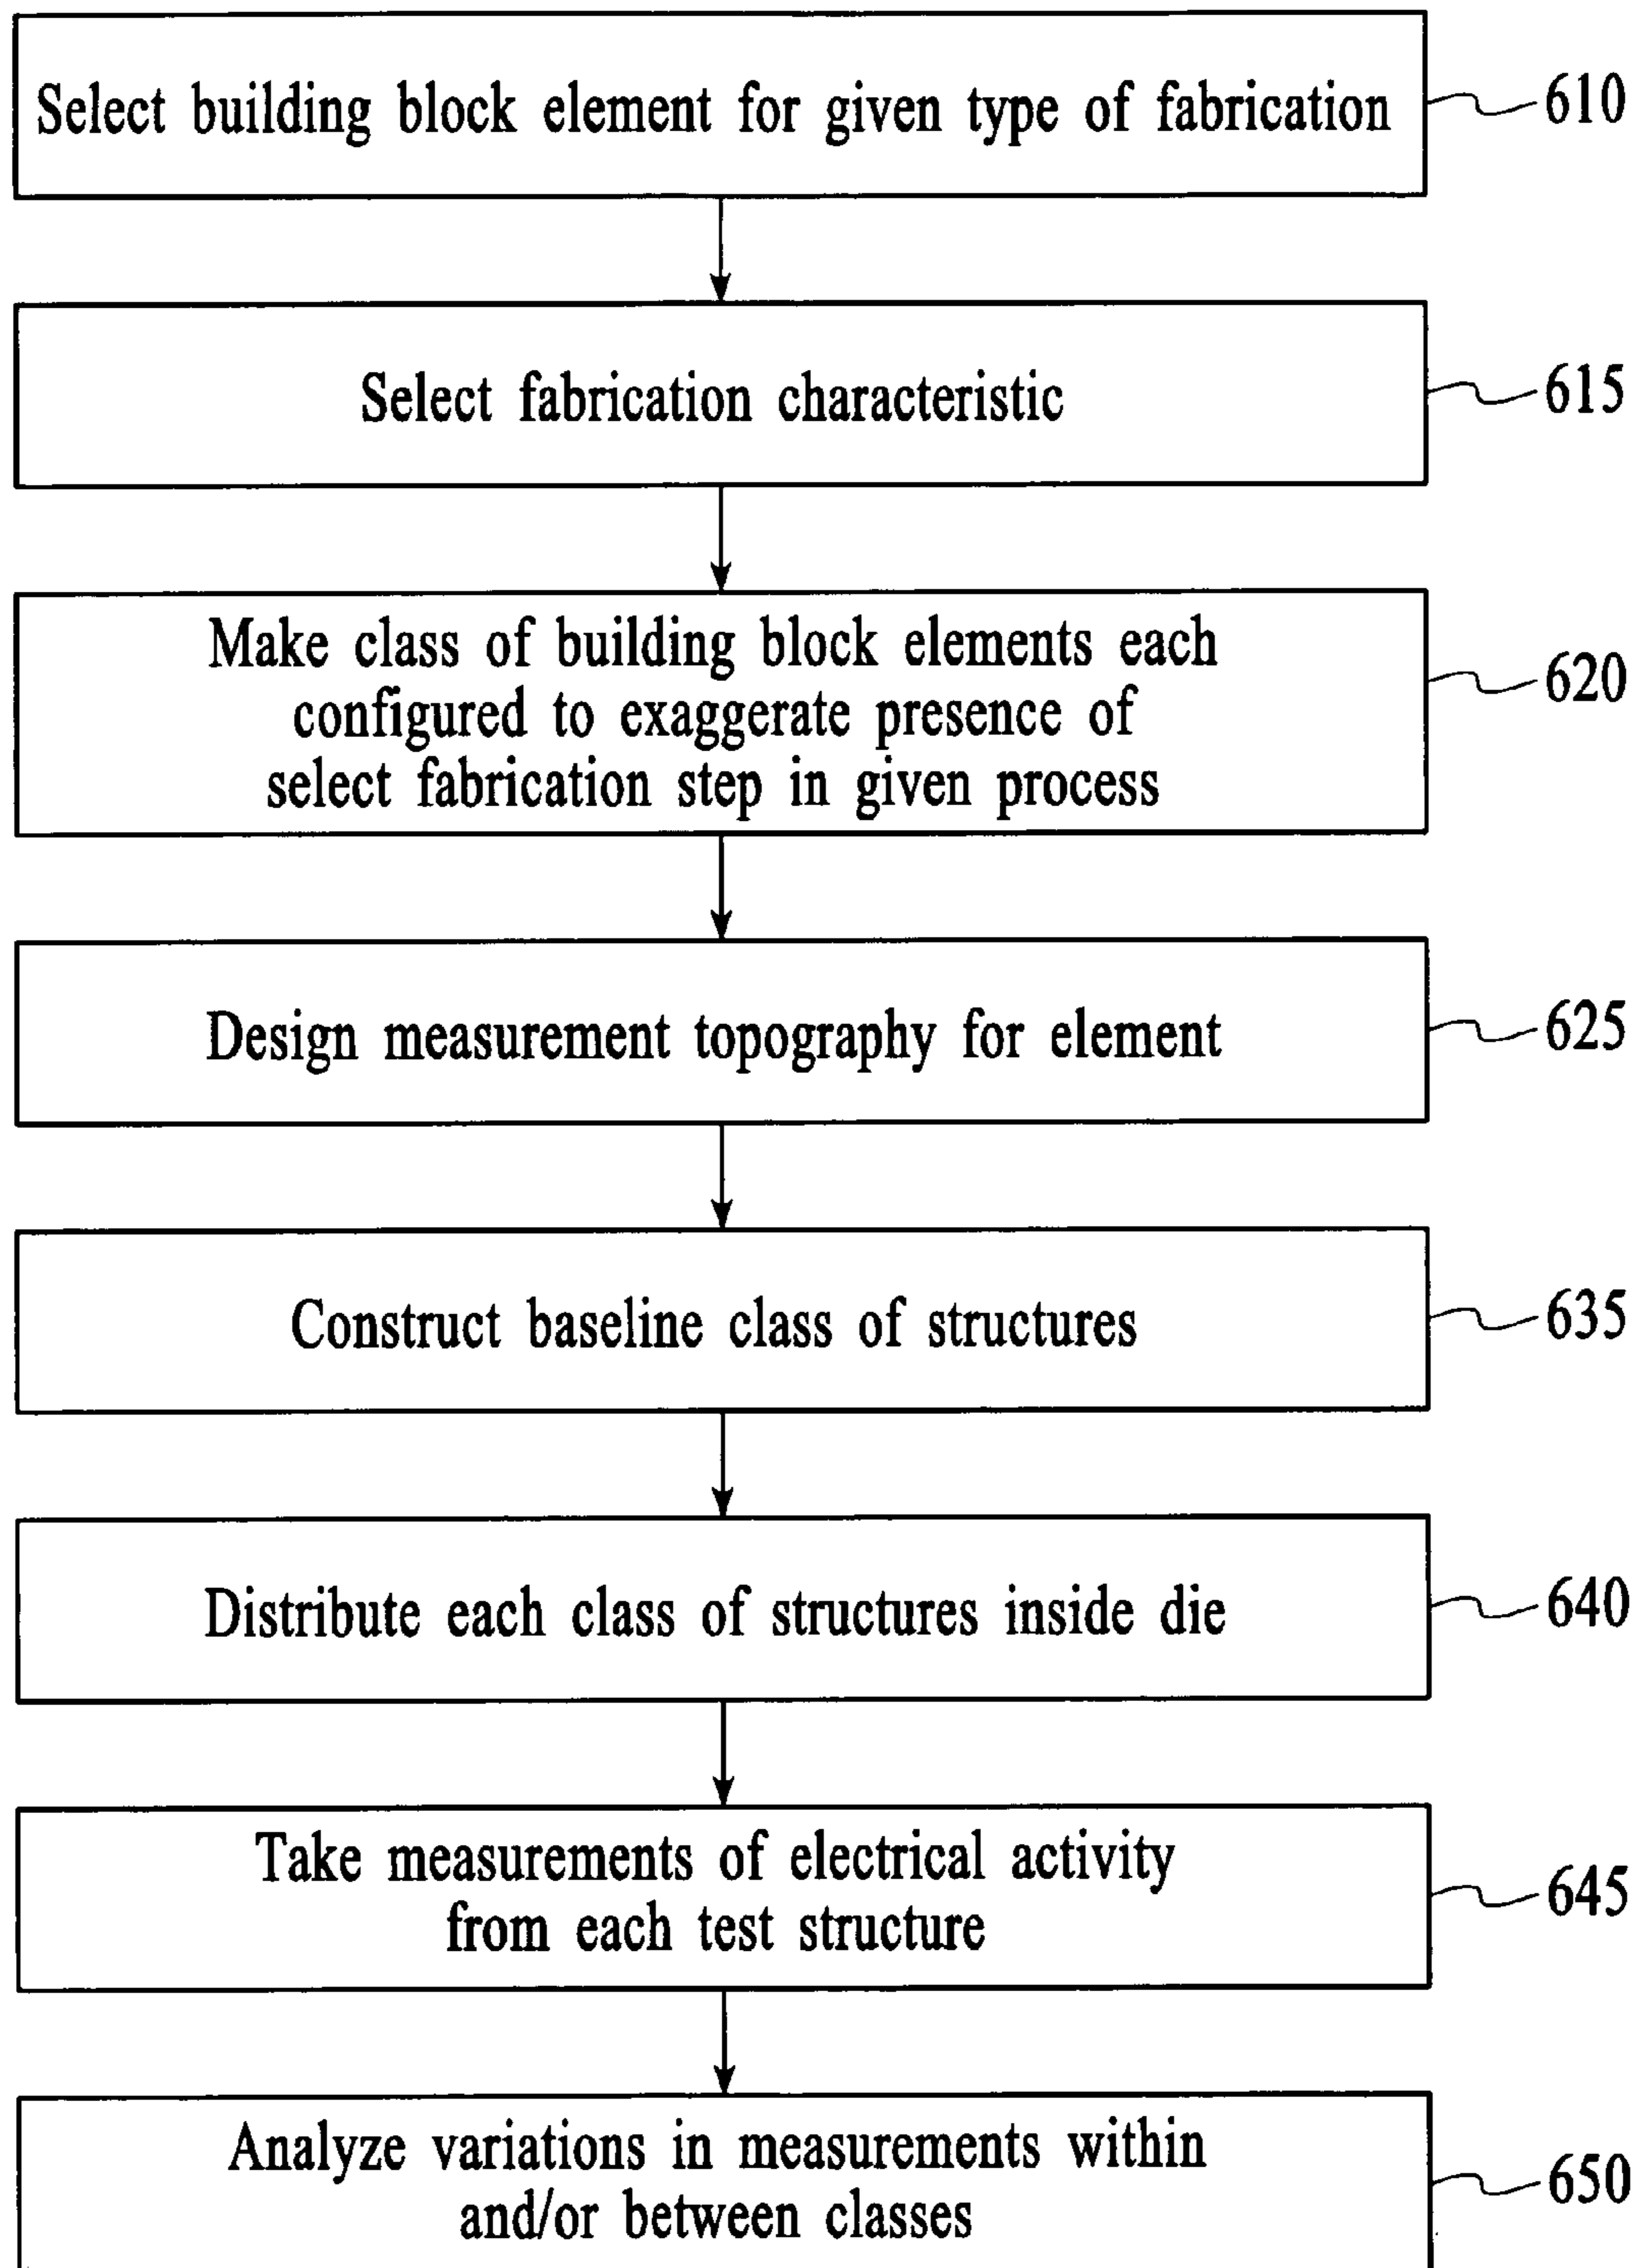 Select building block element for given type of fabrication
610
Select fabrication characteristic
615
Make class of building block elements each
configured to exaggerate presence of
select fabrication step in given process
620
Design measurement topography for element
625
Construct baseline class of structures
635
Distribute each class of structures inside die
640
Take measurements of electrical activity
from each test structure
645
Analyze variations in measurements within
and/or between classes
650